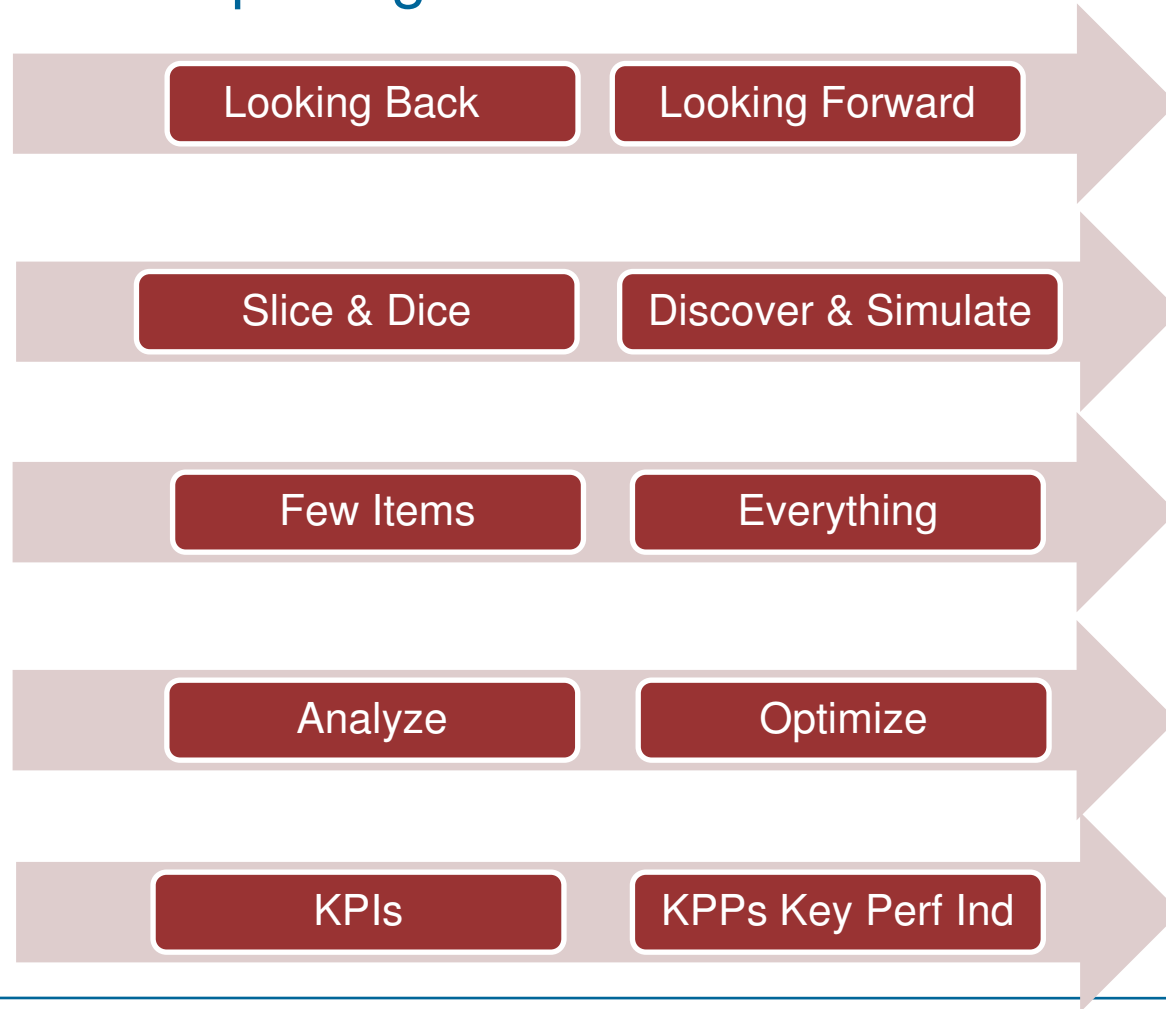 Looking Back Looking Forward
Slice & Dice Discover & Simulate
Few Items Everything
Analyze Optimize
KPIs KPPs Key Perf Ind